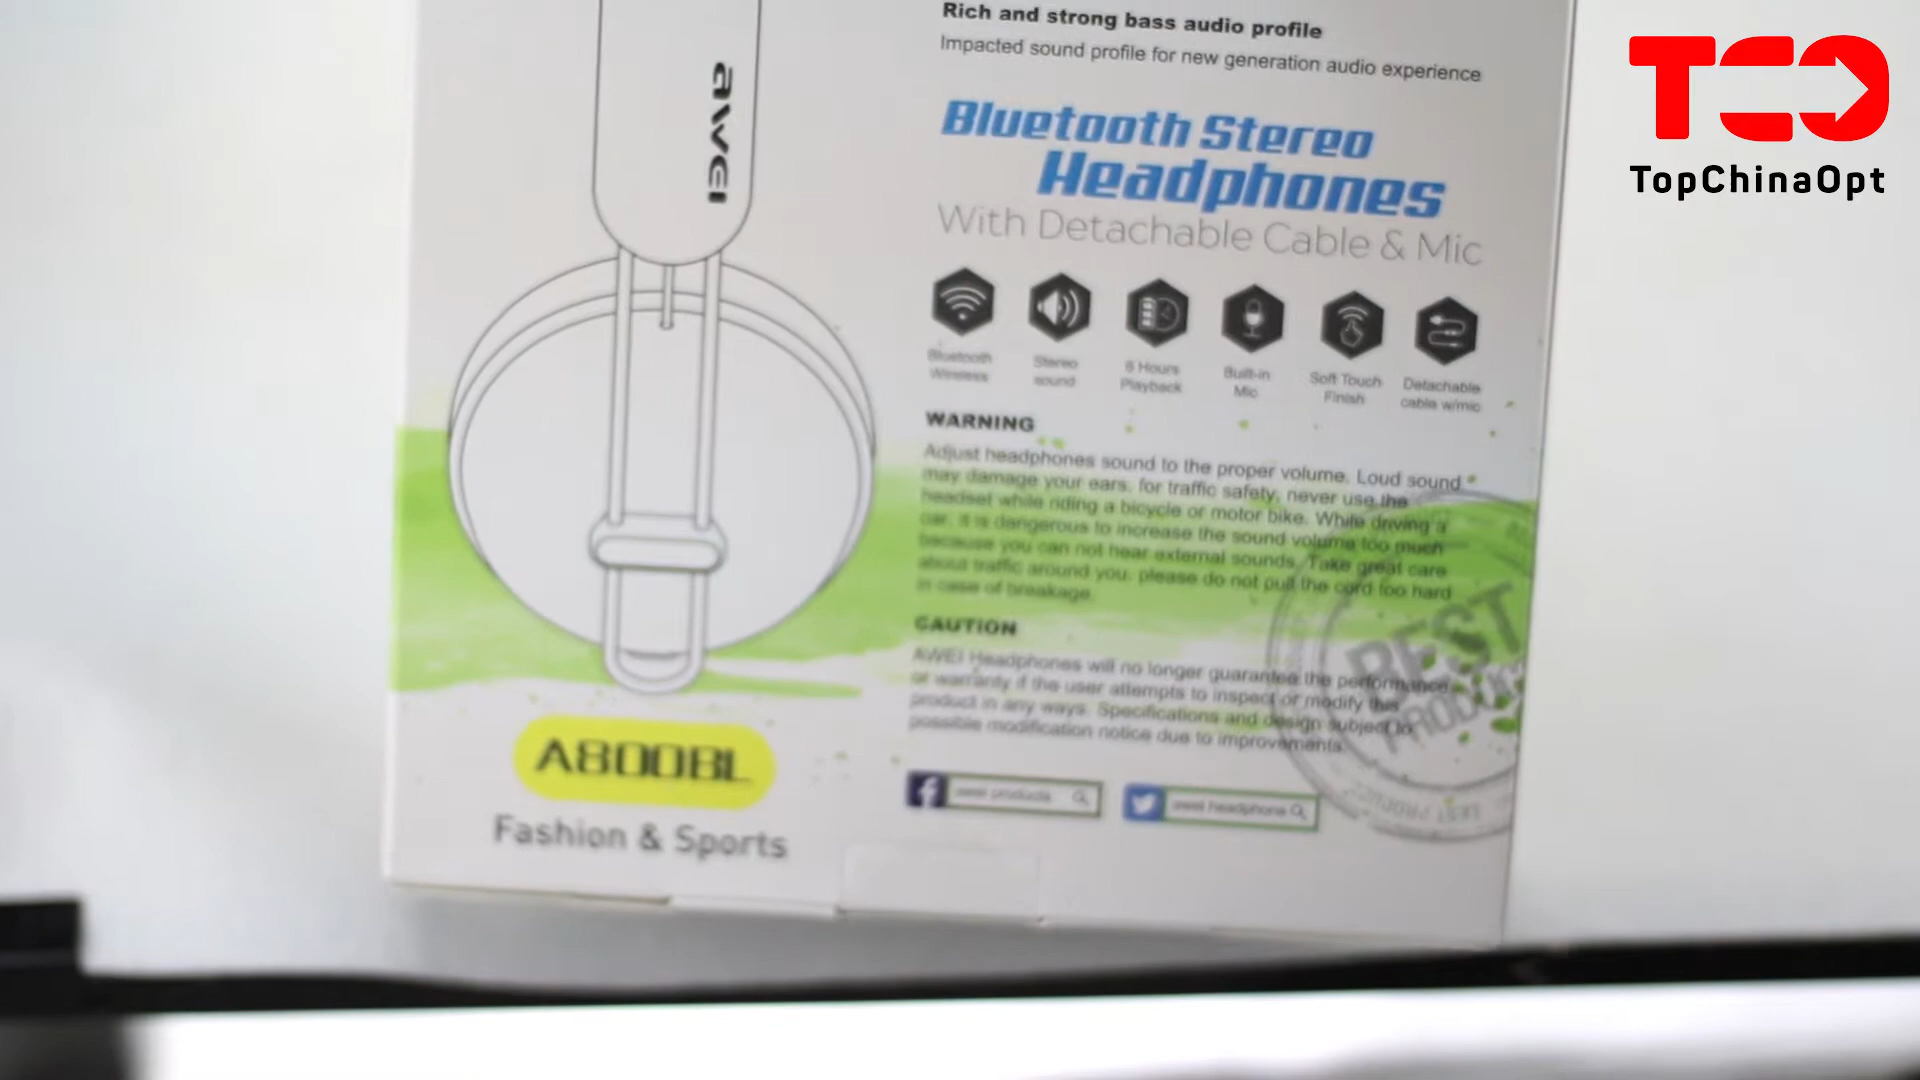 Rich and strong bass audio profile
Impacted sound profile for new generation audio experience
TopChinaOpt
AWEI
Bluetooth Stereo
Headphones
With Detachable Cable & Mic
Bluetooth
Wireless
Stereo
sound
8 Hours
Playback
Built-in
Mic
Soft Touch
Finish
Detachable
cable w/mic
WARNING
Adjust headphones sound to the proper volume. Loud sound
may damage your ears. for traffic safety, never use the
headset while riding a bicycle or motor bike. While driving a
car, it is dangerous to increase the sound volume too much
because you can not hear external sounds. Take great care
about traffic around you. please do not pull the cord too hard
in case of breakage.
CAUTION
AWEI Headphones will no longer guarantee the performance
or warranty if the user attempts to inspect or modify this
product in any ways. Specifications and design subject to
possible modification notice due to improvements.
BEST
PRODUCT
A800BL
Fashion & Sports
awei products
awei headphone